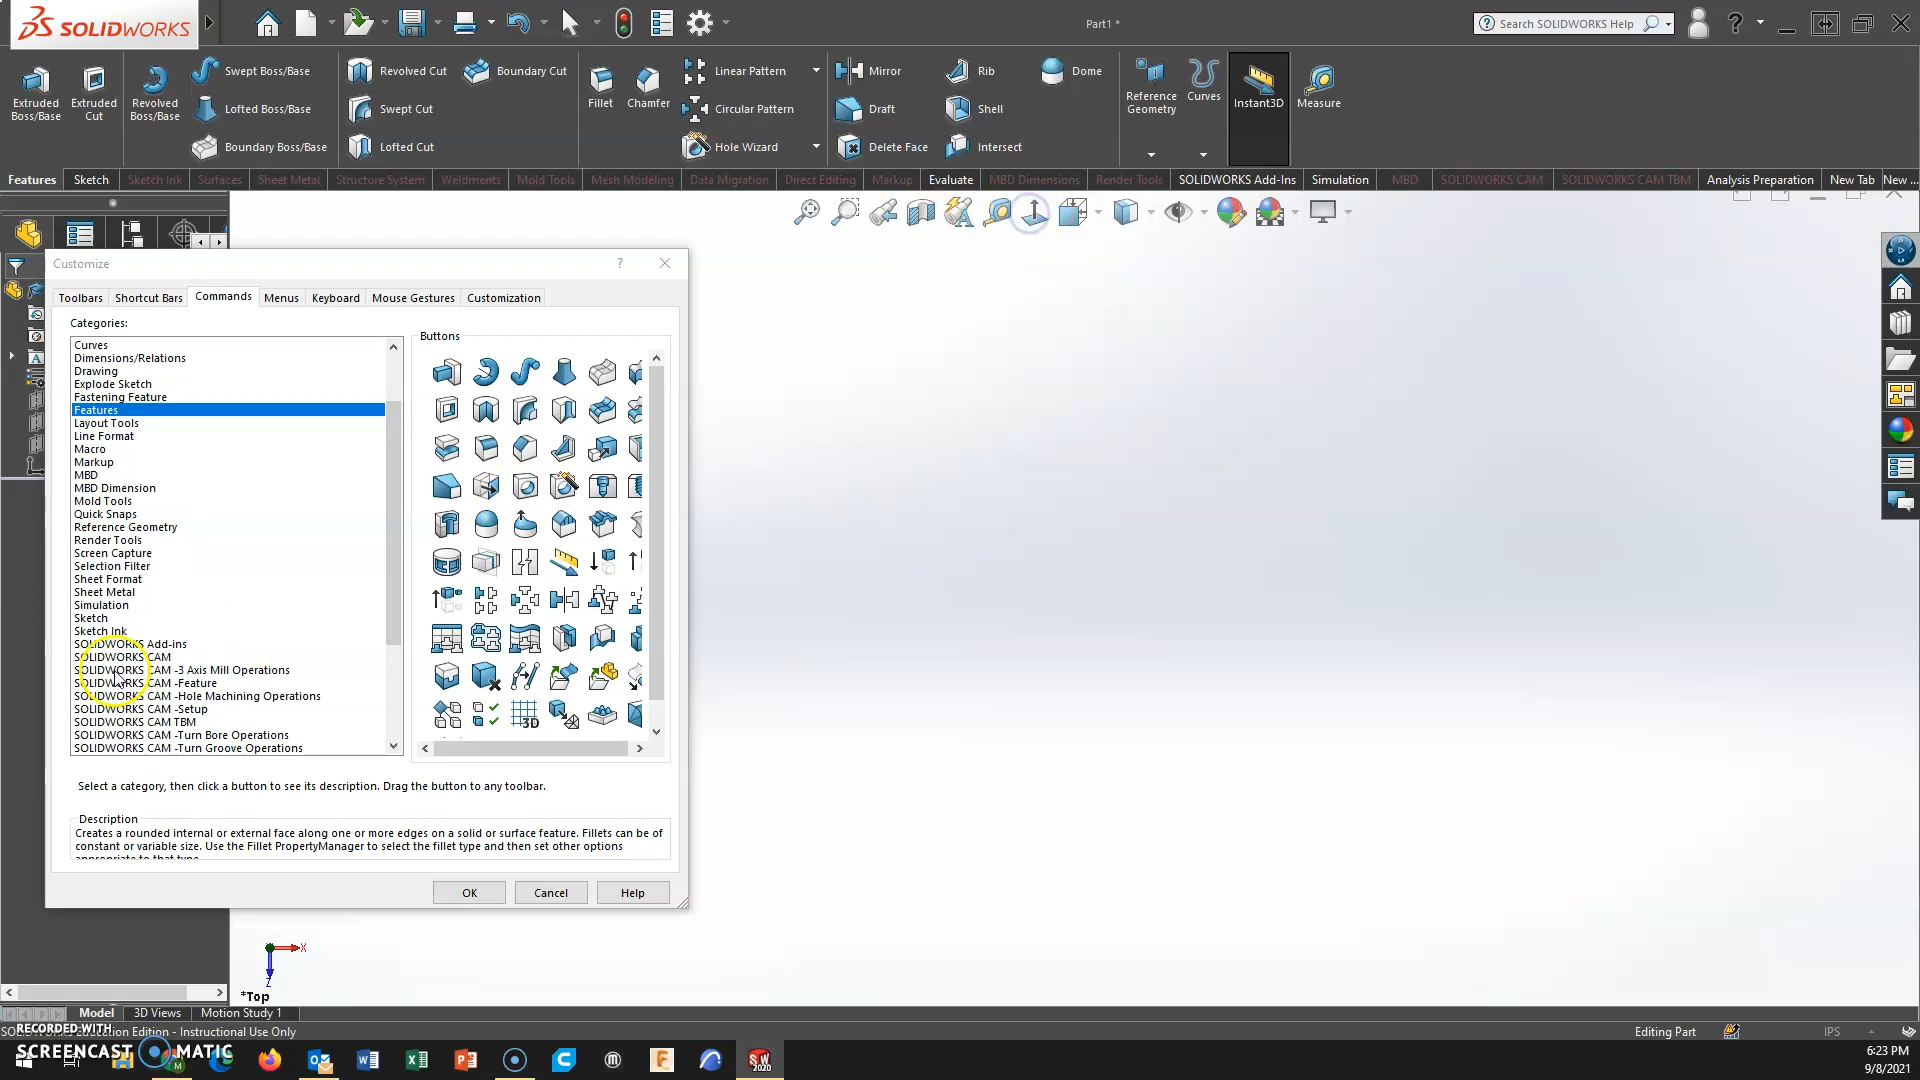 SOLIDWORKS
Part1 *
Search SOLIDWORKS Help
Extruded Boss/Base
Extruded Cut
Revolved Boss/Base
Swept Boss/Base
Lofted Boss/Base
Boundary Boss/Base
Revolved Cut
Swept Cut
Lofted Cut
Boundary Cut
Fillet
Chamfer
Linear Pattern
Circular Pattern
Hole Wizard
Mirror
Draft
Delete Face
Rib
Shell
Intersect
Dome
Reference Geometry
Curves
Instant3D
Measure
Features
Sketch
Sketch Ink
Surfaces
Sheet Metal
Structure System
Weldments
Mold Tools
Mesh Modeling
Data Migration
Direct Editing
Markup
Evaluate
MBD Dimensions
Render Tools
SOLIDWORKS Add-Ins
Simulation
MBD
SOLIDWORKS CAM
SOLIDWORKS CAM TBM
Analysis Preparation
New Tab
New ...
Customize
Toolbars
Shortcut Bars
Commands
Menus
Keyboard
Mouse Gestures
Customization
Categories:
Curves
Dimensions/Relations
Drawing
Explode Sketch
Fastening Feature
Features
Layout Tools
Line Format
Macro
Markup
MBD
MBD Dimension
Mold Tools
Quick Snaps
Reference Geometry
Render Tools
Screen Capture
Selection Filter
Sheet Format
Sheet Metal
Simulation
Sketch
Sketch Ink
SOLIDWORKS Add-ins
SOLIDWORKS CAM
SOLIDWORKS CAM -3 Axis Mill Operations
SOLIDWORKS CAM -Feature
SOLIDWORKS CAM -Hole Machining Operations
SOLIDWORKS CAM -Setup
SOLIDWORKS CAM TBM
SOLIDWORKS CAM -Turn Bore Operations
SOLIDWORKS CAM -Turn Groove Operations
Buttons
3D
Select a category, then click a button to see its description. Drag the button to any toolbar.
Description
Creates a rounded internal or external face along one or more edges on a solid or surface feature. Fillets can be of
constant or variable size. Use the Fillet PropertyManager to select the fillet type and then set other options
appropriate to that type.
OK
Cancel
Help
X
Z
*Top
Model
3D Views
Motion Study 1
Education Edition - Instructional Use Only
Editing Part
IPS
RECORDED WITH
SCREENCAST MATIC
SW 2020
6:23 PM
9/8/2021